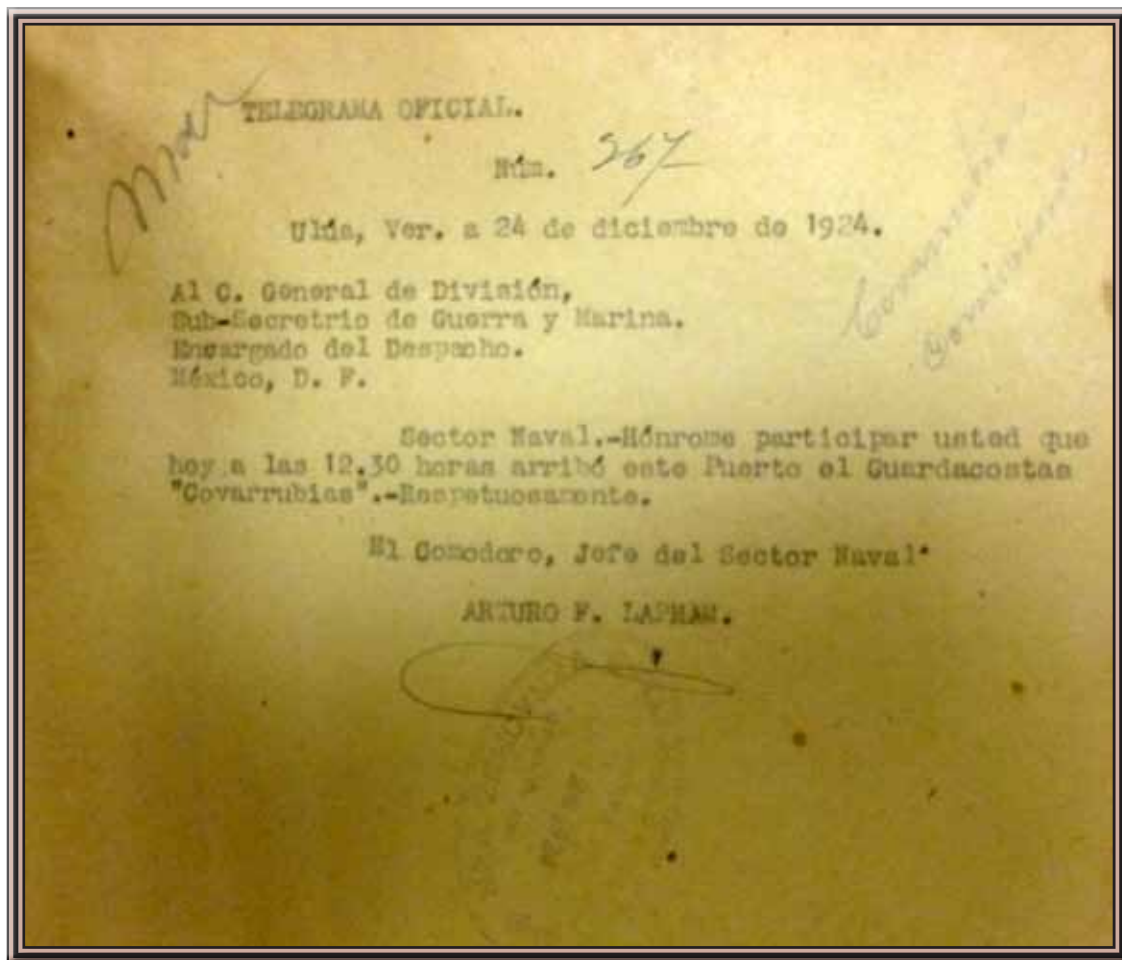 Mar
TELEGRAMA OFICIAL.
Núm. 367
Ulúa, Ver. a 24 de diciembre de 1924.
Al C. General de División,
Sub-Secretrio de Guerra y Marina.
Encargado del Despacho.
México, D. F.
Sector Naval.-Hónrome participar usted que
hoy a las 12.30 horas arribó este Puerto el Guardacostas
"Covarrubias".-Respetuosamente.
El Comodoro, Jefe del Sector Naval.
ARTURO F. LAPHAM.